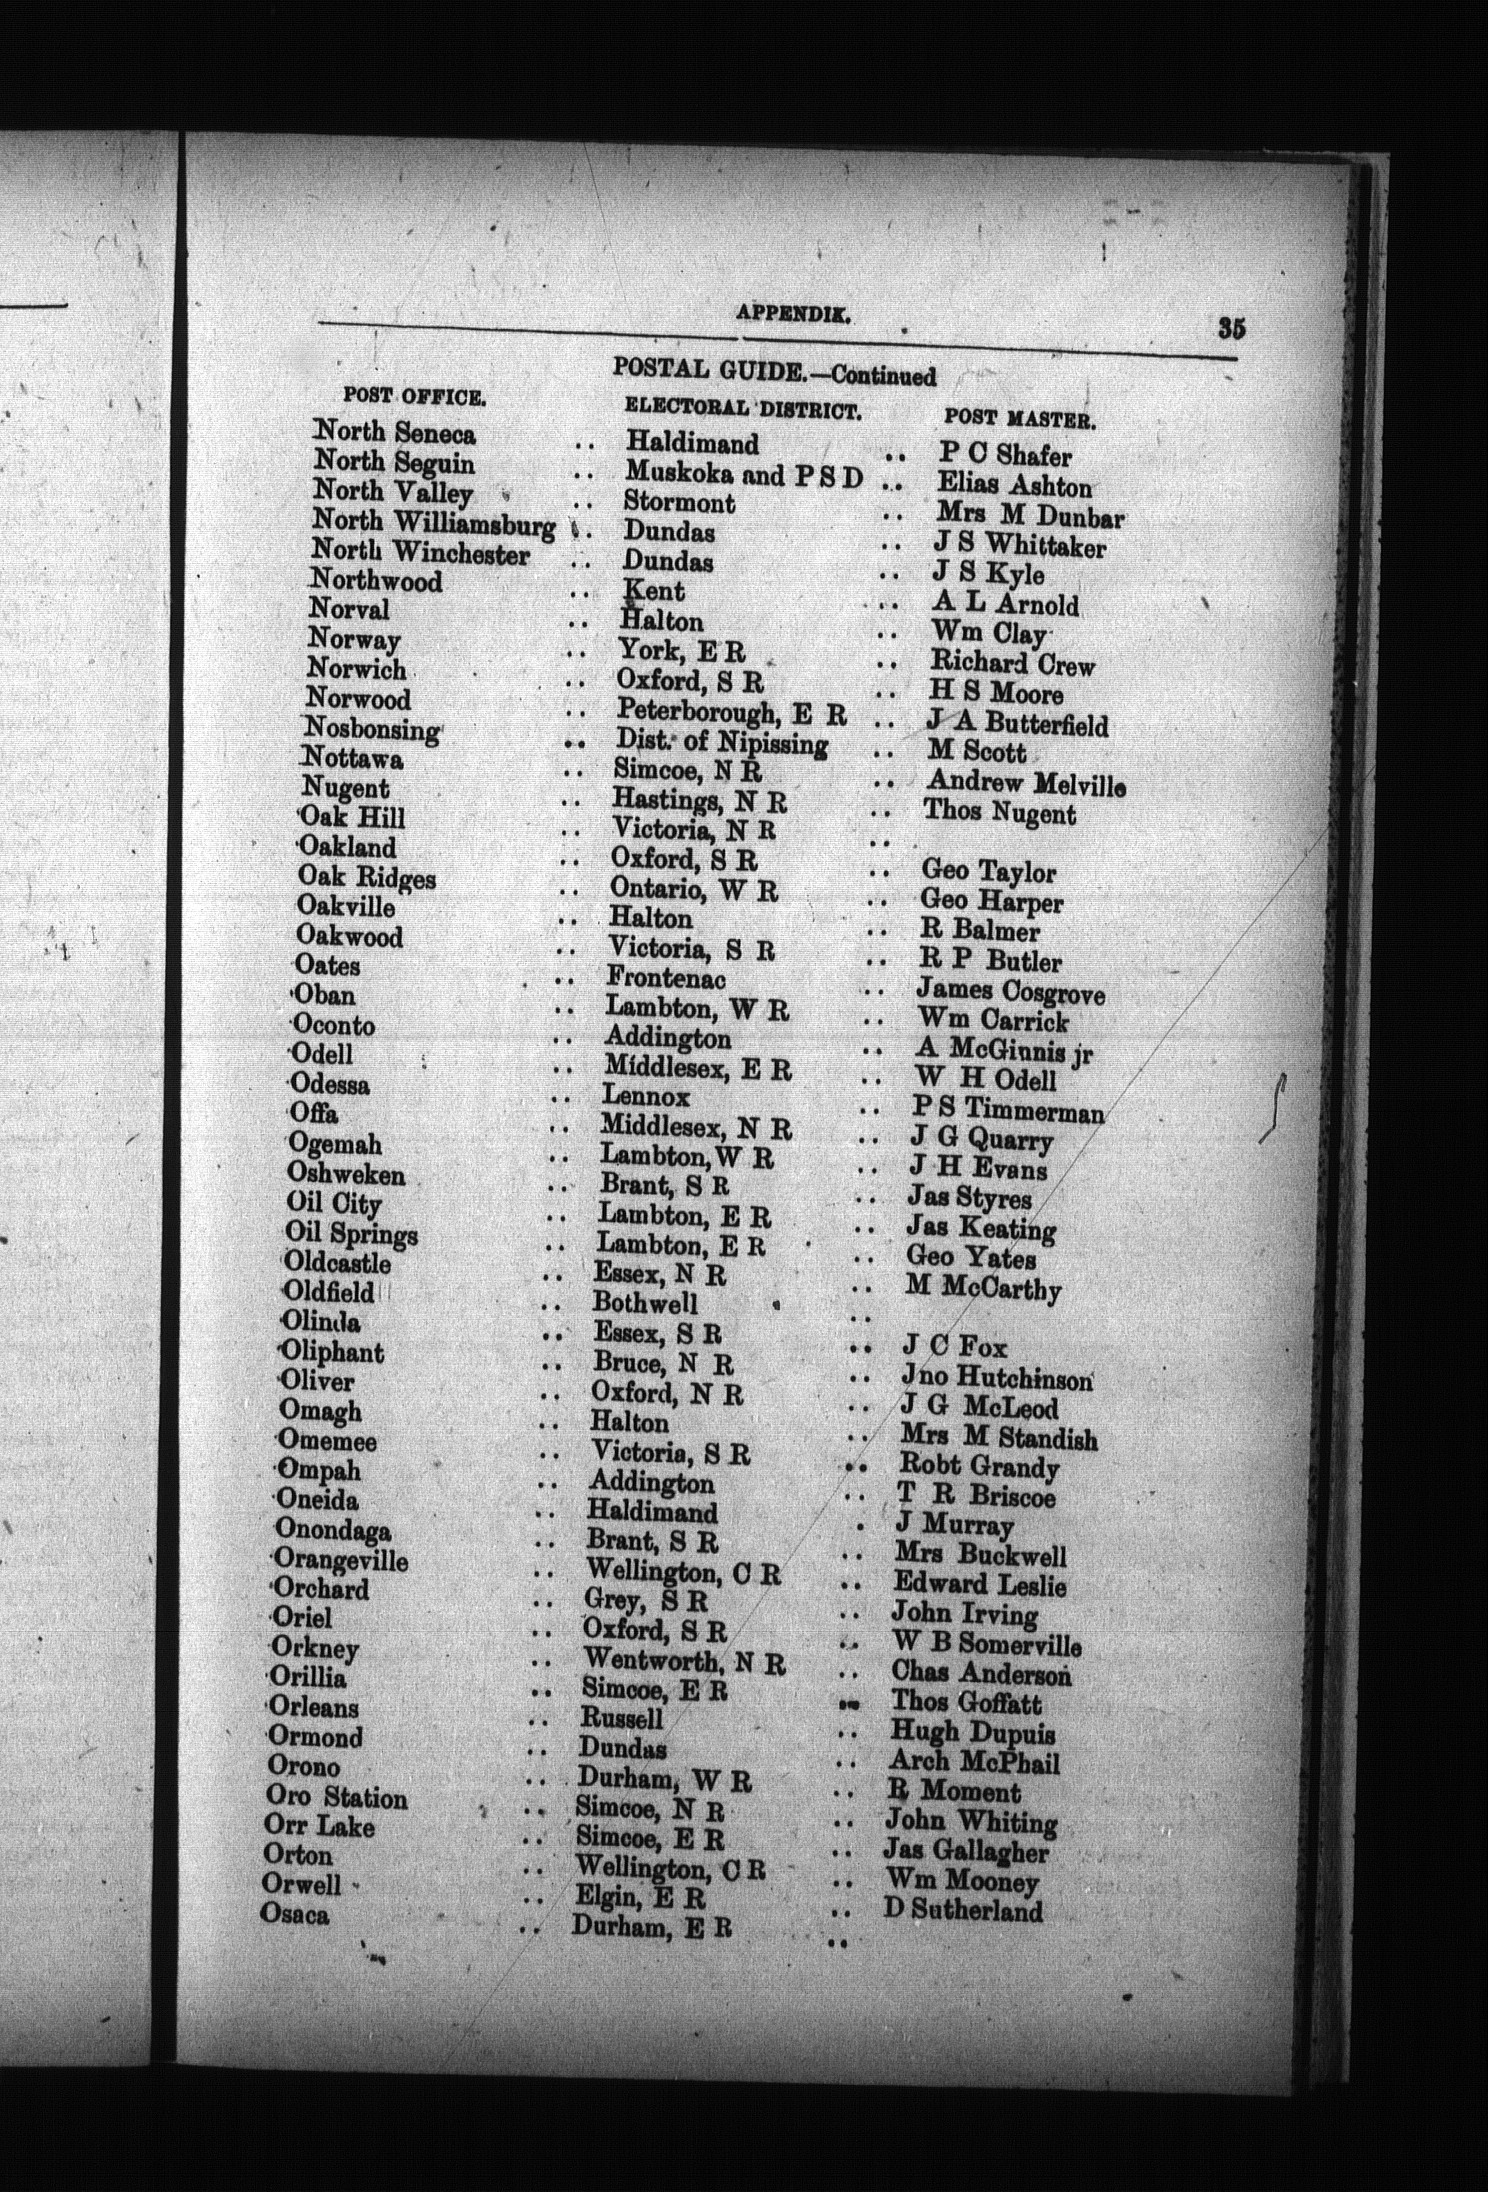 APPENDIX.
35
POSTAL GUIDE.—Continued
POST OFFICE. ELECTORAL DISTRICT. POST MASTER.
North Seneca .. Haldimand .. P C Shafer
North Seguin .. Muskoka and P S D .. Elias Ashton
North Valley .. Stormont .. Mrs M Dunbar
North Williamsburg .. Dundas .. J S Whittaker
North Winchester .. Dundas .. J S Kyle
Northwood .. Kent .. A L Arnold
Norval .. Halton .. Wm Clay
Norway .. York, E R .. Richard Crew
Norwich .. Oxford, S R .. H S Moore
Norwood .. Peterborough, E R .. J A Butterfield
Nosbonsing .. Dist. of Nipissing .. M Scott
Nottawa .. Simcoe, N R .. Andrew Melville
Nugent .. Hastings, N R .. Thos Nugent
Oak Hill .. Victoria, N R ..
Oakland .. Oxford, S R .. Geo Taylor
Oak Ridges .. Ontario, W R .. Geo Harper
Oakville .. Halton .. R Balmer
Oakwood .. Victoria, S R .. R P Butler
Oates .. Frontenac .. James Cosgrove
Oban .. Lambton, W R .. Wm Carrick
Oconto .. Addington .. A McGinnis jr
Odell .. Middlesex, E R .. W H Odell
Odessa .. Lennox .. P S Timmerman
Offa .. Middlesex, N R .. J G Quarry
Ogemah .. Lambton, W R .. J H Evans
Oshweken .. Brant, S R .. Jas Styres
Oil City .. Lambton, E R .. Jas Keating
Oil Springs .. Lambton, E R .. Geo Yates
Oldcastle .. Essex, N R .. M McCarthy
Oldfield .. Bothwell ..
Olinda .. Essex, S R .. J C Fox
Oliphant .. Bruce, N R .. Jno Hutchinson
Oliver .. Oxford, N R .. J G McLeod
Omagh .. Halton .. Mrs M Standish
Omemee .. Victoria, S R .. Robt Grandy
Ompah .. Addington .. T R Briscoe
Oneida .. Haldimand . J Murray
Onondaga .. Brant, S R .. Mrs Buckwell
Orangeville .. Wellington, C R .. Edward Leslie
Orchard .. Grey, S R .. John Irving
Oriel .. Oxford, S R .. W B Somerville
Orkney .. Wentworth, N R .. Chas Anderson
Orillia .. Simcoe, E R .. Thos Goffatt
Orleans .. Russell .. Hugh Dupuis
Ormond .. Dundas .. Arch McPhail
Orono .. Durham, W R .. R Moment
Oro Station .. Simcoe, N R .. John Whiting
Orr Lake .. Simcoe, E R .. Jas Gallagher
Orton .. Wellington, C R .. Wm Mooney
Orwell .. Elgin, E R .. D Sutherland
Osaca .. Durham, E R ..